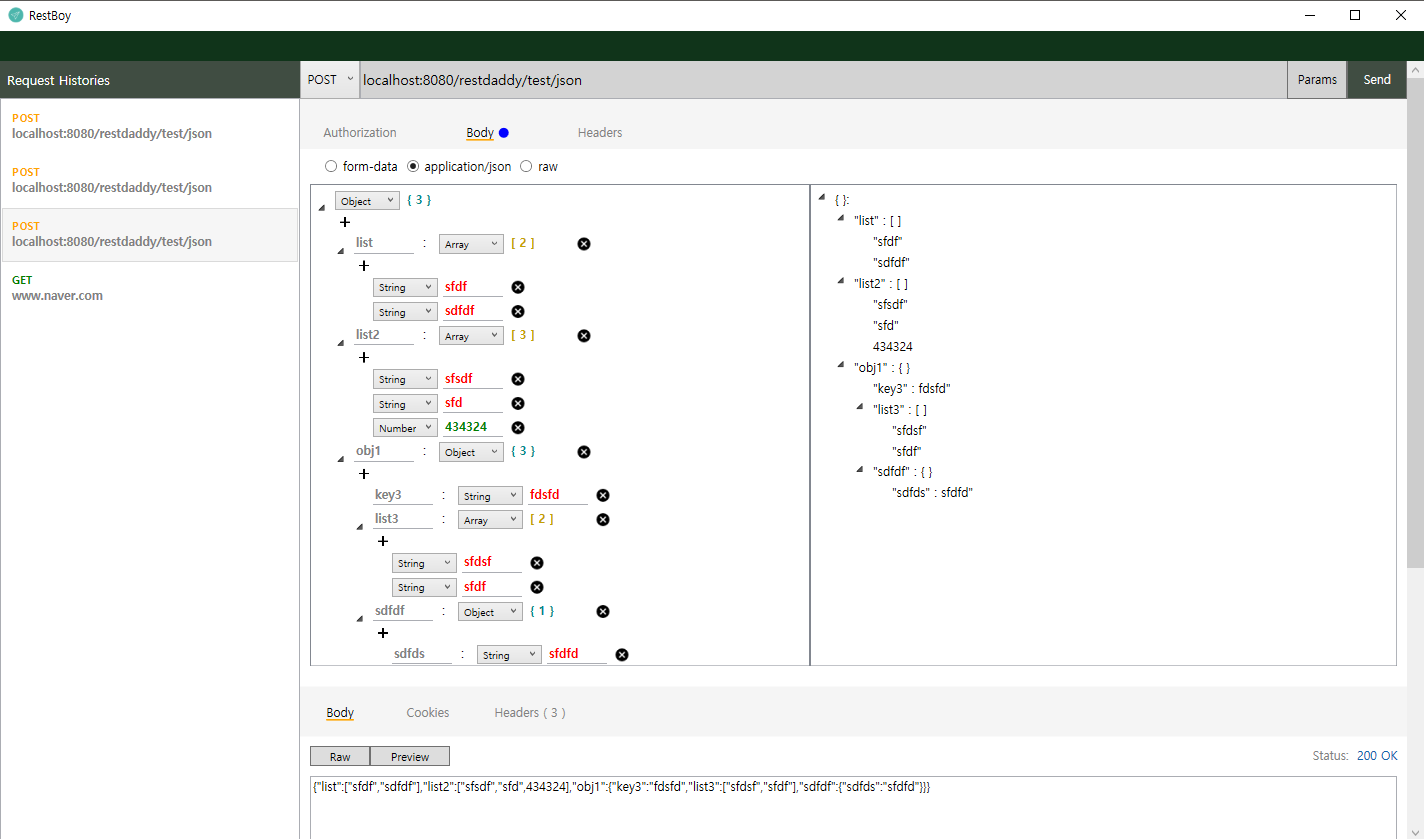 RestBoy
Request Histories
POST
localhost:8080/restdaddy/test/json
POST
localhost:8080/restdaddy/test/json
POST
localhost:8080/restdaddy/test/json
GET
www.naver.com
POST localhost:8080/restdaddy/test/json Params Send
Authorization Body Headers
form-data application/json raw
Object { 3 }
+
list : Array [ 2 ]
+
String sfdf
String sdfdf
list2 : Array [ 3 ]
+
String sfsdf
String sfd
Number 434324
obj1 : Object { 3 }
+
key3 : String fdsfd
list3 : Array [ 2 ]
+
String sfdsf
String sfdf
sdfdf : Object { 1 }
+
sdfds : String sfdfd
{ }:
"list" : [ ]
"sfdf"
"sdfdf"
"list2" : [ ]
"sfsdf"
"sfd"
434324
"obj1" : { }
"key3" : fdsfd"
"list3" : [ ]
"sfdsf"
"sfdf"
"sdfdf" : { }
"sdfds" : sfdfd"
Body Cookies Headers ( 3 )
Raw Preview Status: 200 OK
{"list":["sfdf","sdfdf"],"list2":["sfsdf","sfd",434324],"obj1":{"key3":"fdsfd","list3":["sfdsf","sfdf"],"sdfdf":{"sdfds":"sfdfd"}}}